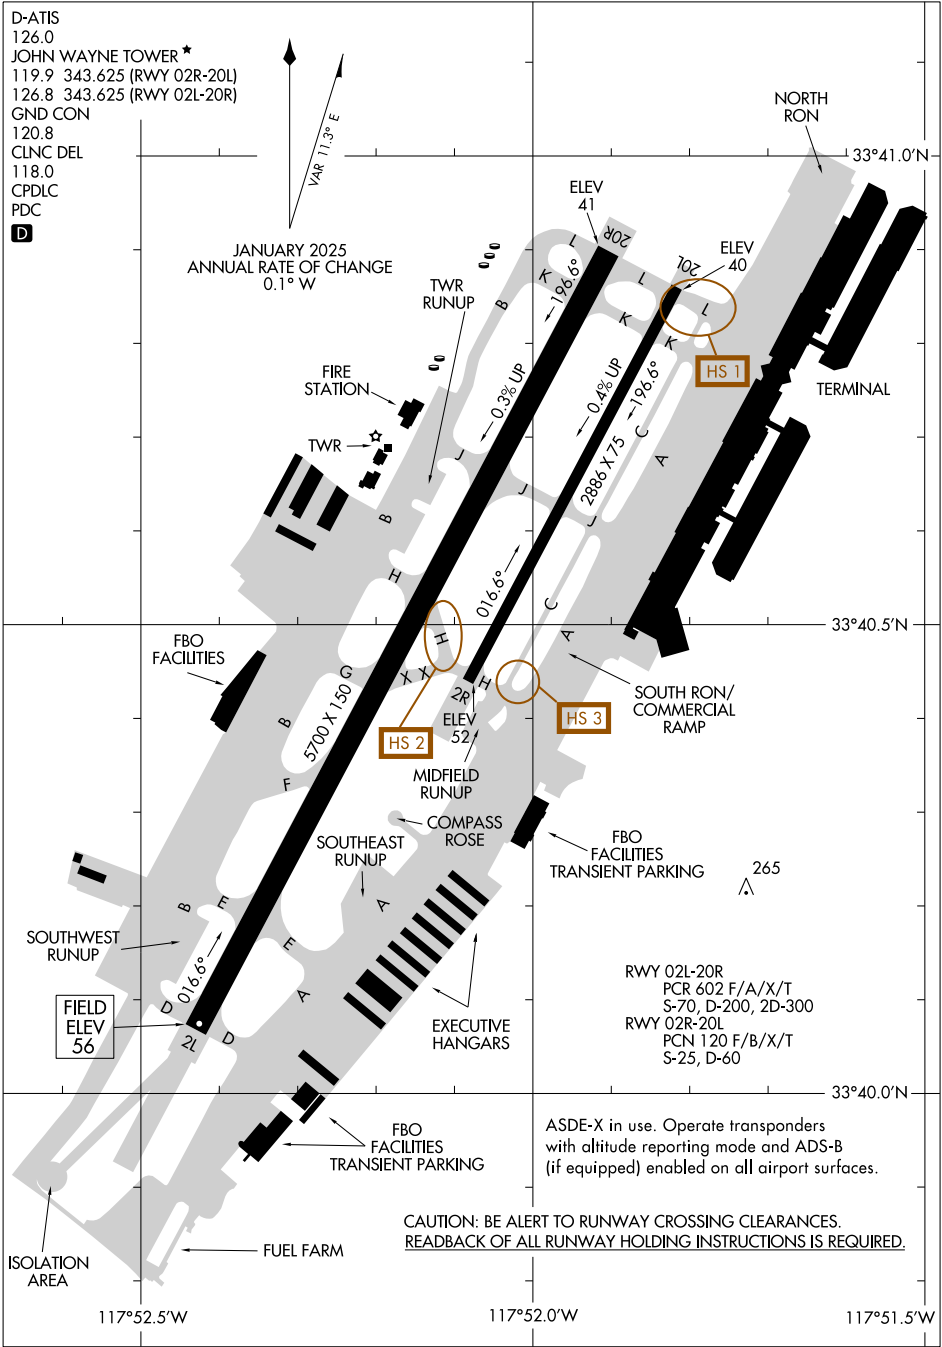 D-ATIS
126.0
JOHN WAYNE TOWER★
119.9 343.625 (RWY 02R-20L)
126.8 343.625 (RWY 02L-20R)
GND CON
120.8
CLNC DEL
118.0
CPDLC
PDC
D
VAR 11.3° E
JANUARY 2025
ANNUAL RATE OF CHANGE
0.1° W
NORTH
RON
33°41.0'N
ELEV
41
20R
L
ELEV
40
20L
L
L
K
B
196.6°
K
K
TWR
RUNUP
HS 1
FIRE
STATION
TERMINAL
0.3% UP
0.4% UP
196.6°
2886 X 75
C
A
TWR
J
J
J
B
H
016.6°
C
A
H
33°40.5'N
FBO
FACILITIES
G
X
X
H
2R
SOUTH RON/
COMMERCIAL
RAMP
HS 3
ELEV
52
HS 2
B
5700 X 150
MIDFIELD
RUNUP
F
COMPASS
ROSE
SOUTHEAST
RUNUP
FBO
FACILITIES
TRANSIENT PARKING
265
B
E
A
E
SOUTHWEST
RUNUP
016.6°
A
D
D
2L
FIELD
ELEV
56
EXECUTIVE
HANGARS
RWY 02L-20R
PCR 602 F/A/X/T
S-70, D-200, 2D-300
RWY 02R-20L
PCN 120 F/B/X/T
S-25, D-60
33°40.0'N
FBO
FACILITIES
TRANSIENT PARKING
ASDE-X in use. Operate transponders
with altitude reporting mode and ADS-B
(if equipped) enabled on all airport surfaces.
CAUTION: BE ALERT TO RUNWAY CROSSING CLEARANCES.
READBACK OF ALL RUNWAY HOLDING INSTRUCTIONS IS REQUIRED.
FUEL FARM
ISOLATION
AREA
117°52.5'W
117°52.0'W
117°51.5'W